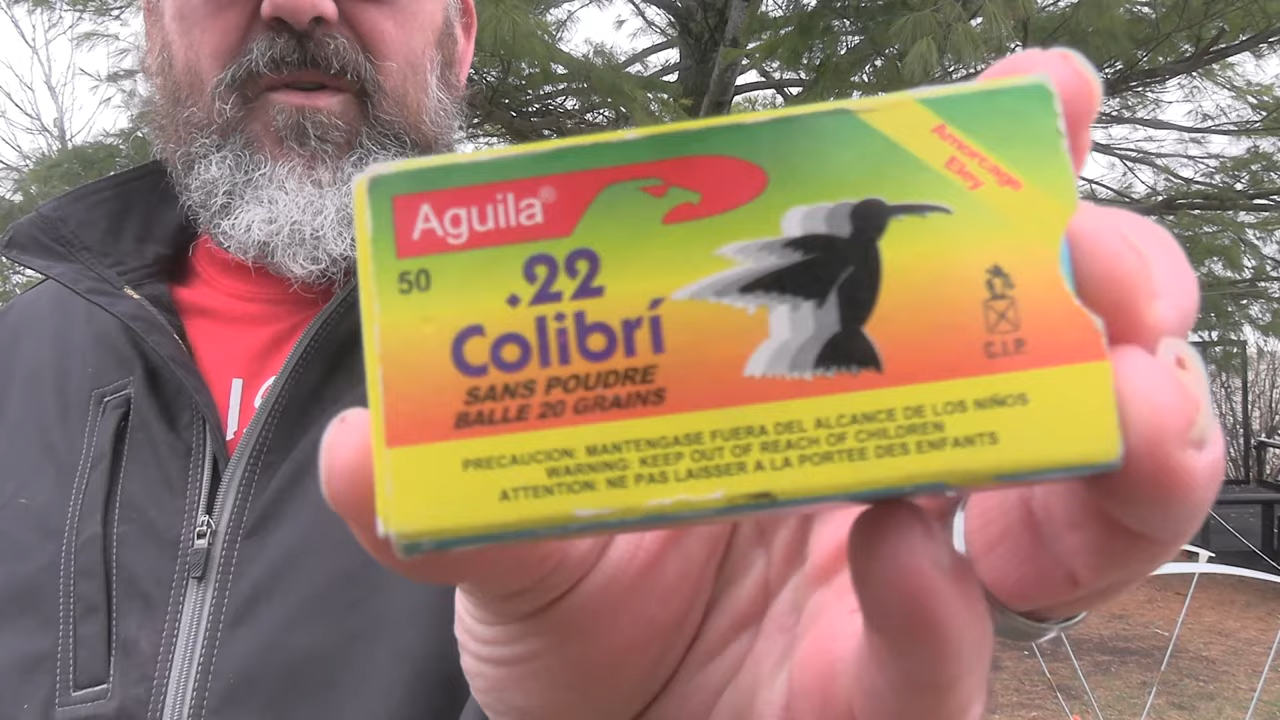 Aguila®
Amorçage
Eley
50
.22
Colibrí
SANS POUDRE
BALLE 20 GRAINS
C.I.P.
PRECAUCION: MANTENGASE FUERA DEL ALCANCE DE LOS NIÑOS
WARNING: KEEP OUT OF REACH OF CHILDREN
ATTENTION: NE PAS LAISSER A LA PORTEE DES ENFANTS